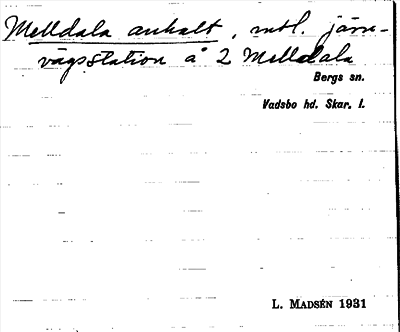 Melldala anhalt, mtl. järn-
vägsstation å 2 Melldala
Bergs sn.
Vadsbo hd. Skar. l.
L. MADSÉN 1931